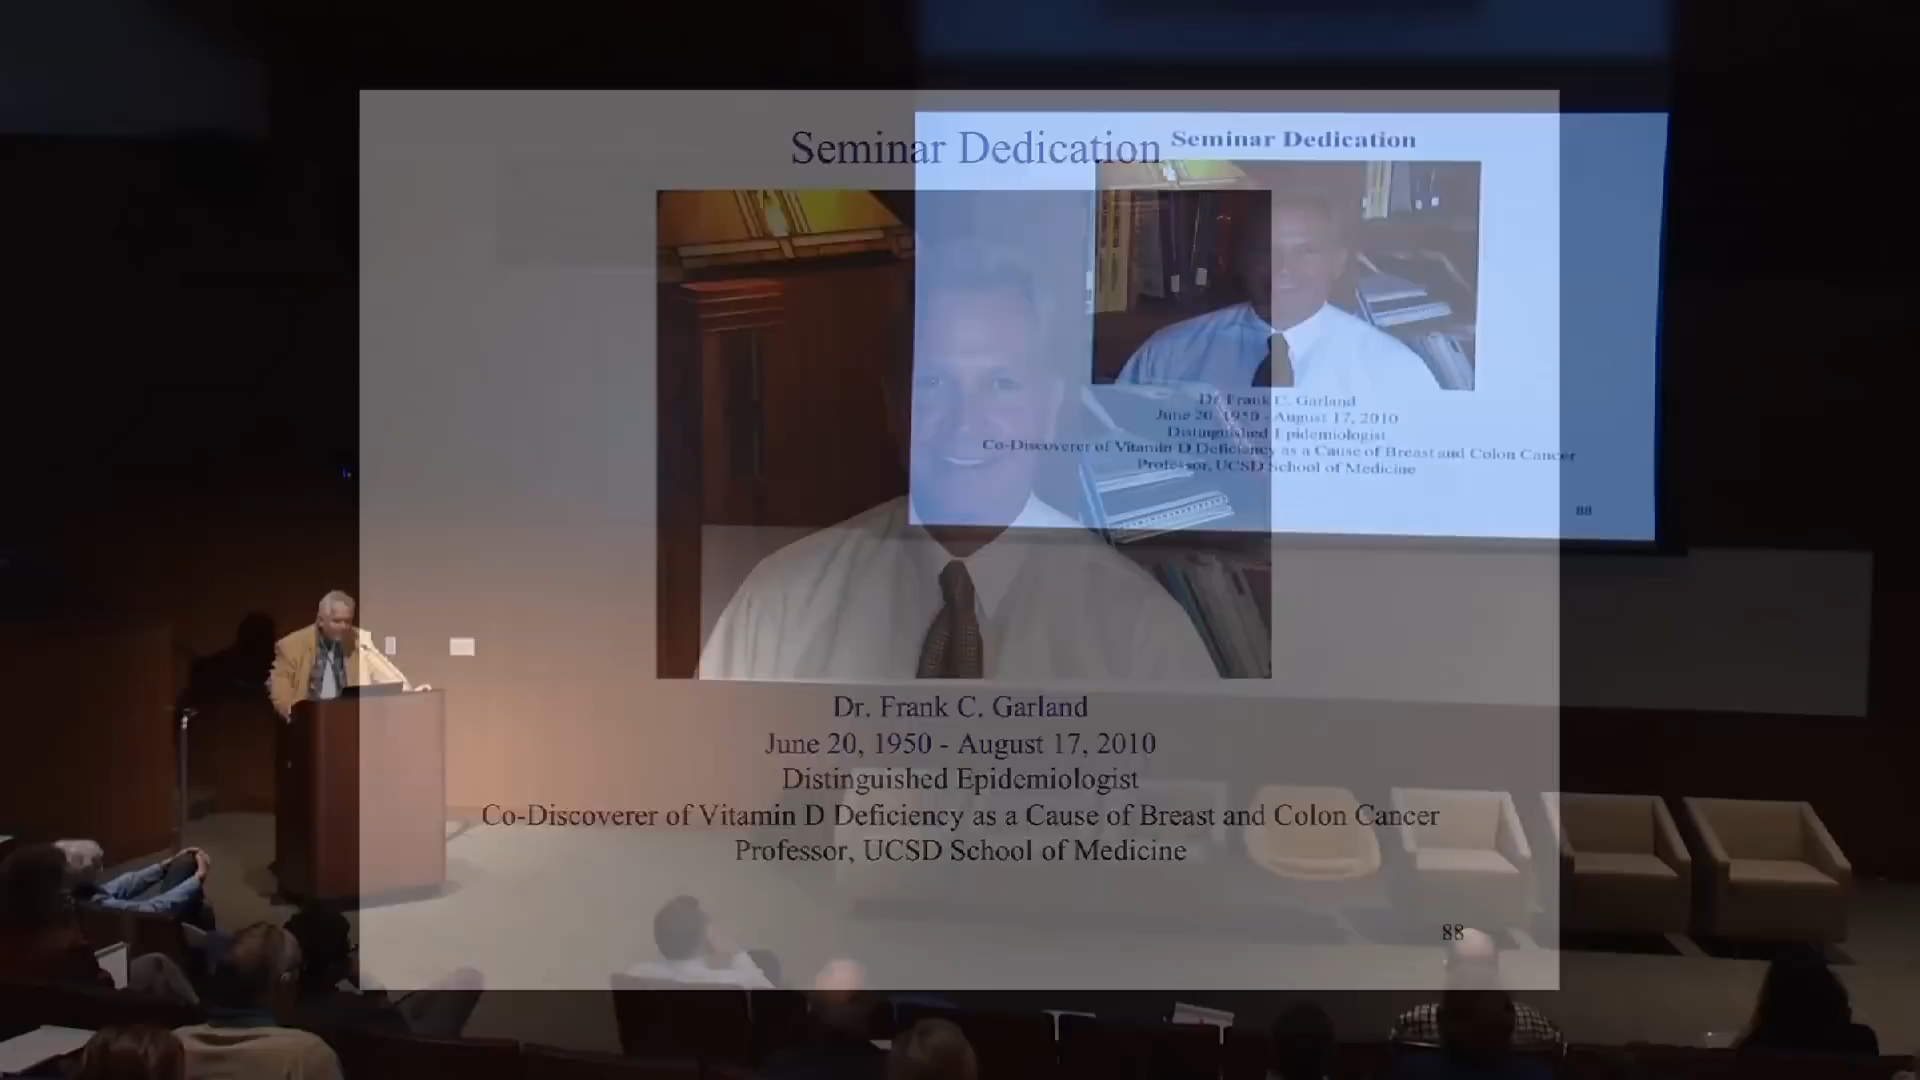 Seminar Dedication
Dr. Frank C. Garland
June 20, 1950 - August 17, 2010
Distinguished Epidemiologist
Co-Discoverer of Vitamin D Deficiency as a Cause of Breast and Colon Cancer
Professor, UCSD School of Medicine
88
Seminar Dedication
Dr. Frank C. Garland
June 20, 1950 - August 17, 2010
Distinguished Epidemiologist
Co-Discoverer of Vitamin D Deficiency as a Cause of Breast and Colon Cancer
Professor, UCSD School of Medicine
88